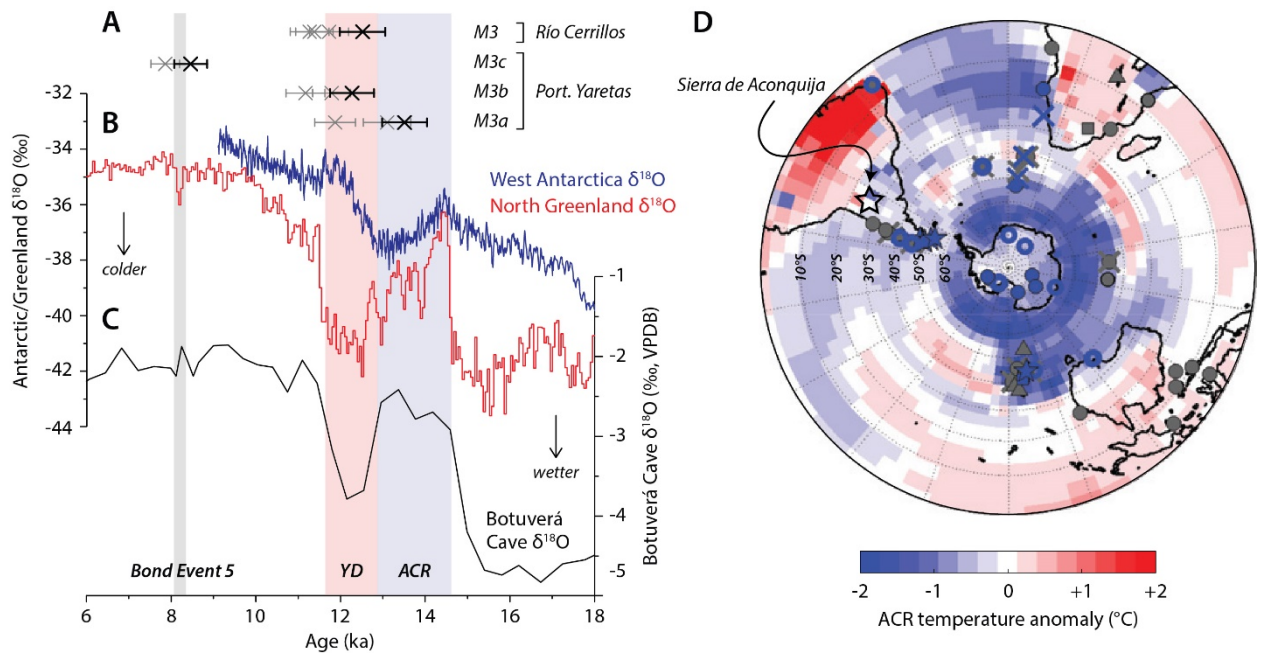 A
M3 ] Río Cerrillos
M3c
M3b Port. Yaretas
M3a
B
-32
-34
-36
-38
-40
-42
-44
Antarctic/Greenland δ18O (‰)
West Antarctica δ18O
North Greenland δ18O
colder
C
-1
-2
-3
-4
-5
Botuverá Cave δ18O (‰, VPDB)
wetter
Botuverá
Cave δ18O
Bond Event 5
YD
ACR
6 8 10 12 14 16 18
Age (ka)
D
Sierra de Aconquija
10°S 20°S 30°S 40°S 50°S 60°S
-2 -1 0 +1 +2
ACR temperature anomaly (°C)